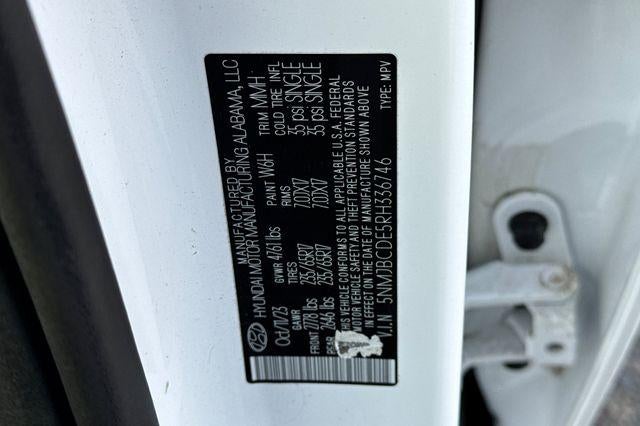 MANUFACTURED BY
HYUNDAI MOTOR MANUFACTURING ALABAMA, LLC
Oct/11/23 GVWR 4761 lbs PAINT W6H TRIM MMH
GAWR TIRES RIMS COLD TIRE INFL
FRONT 2778 lbs 235/65R17 7.0JX17 35 psi SINGLE
REAR 2646 lbs 235/65R17 7.0JX17 35 psi SINGLE
THIS VEHICLE CONFORMS TO ALL APPLICABLE U.S.A. FEDERAL
MOTOR VEHICLE SAFETY AND THEFT PREVENTION STANDARDS
IN EFFECT ON THE DATE OF MANUFACTURE SHOWN ABOVE
V.I.N 5NMJBCDE5RH336746 TYPE: MPV